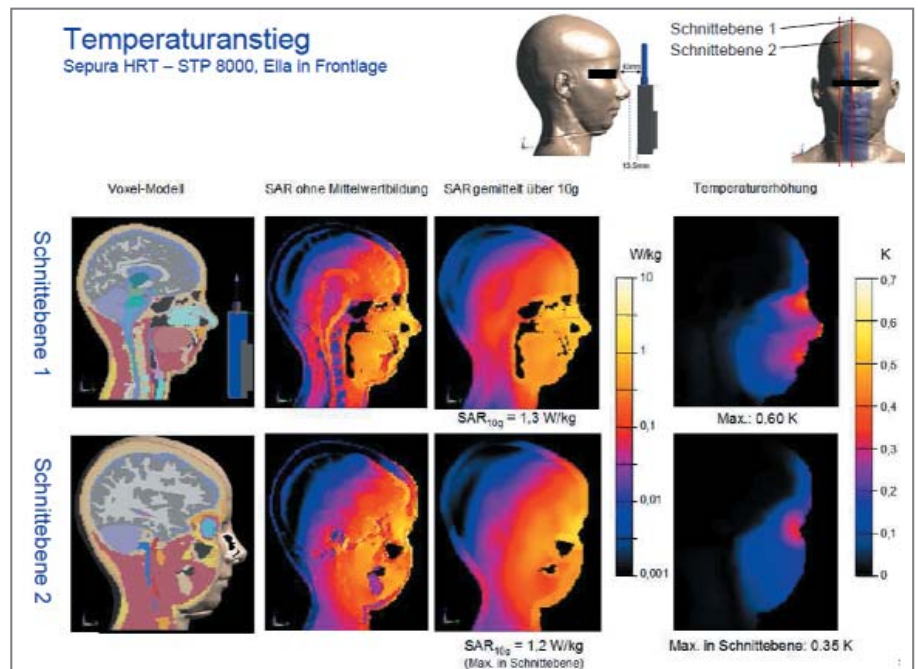 Temperaturanstieg
Sepura HRT – STP 8000, Ella in Frontlage
Schnittebene 1
Schnittebene 2
13.5mm
Voxel-Modell
SAR ohne Mittelwertbildung
SAR gemittelt über 10g
Temperaturerhöhung
Schnittebene 1
W/kg
10
1
0,1
0,01
0,001
K
0,7
0,6
0,5
0,4
0,3
0,2
0,1
0
SAR10g = 1,3 W/kg
Max.: 0,60 K
Schnittebene 2
SAR10g = 1,2 W/kg
(Max. in Schnittebene)
Max. in Schnittebene: 0.35 K